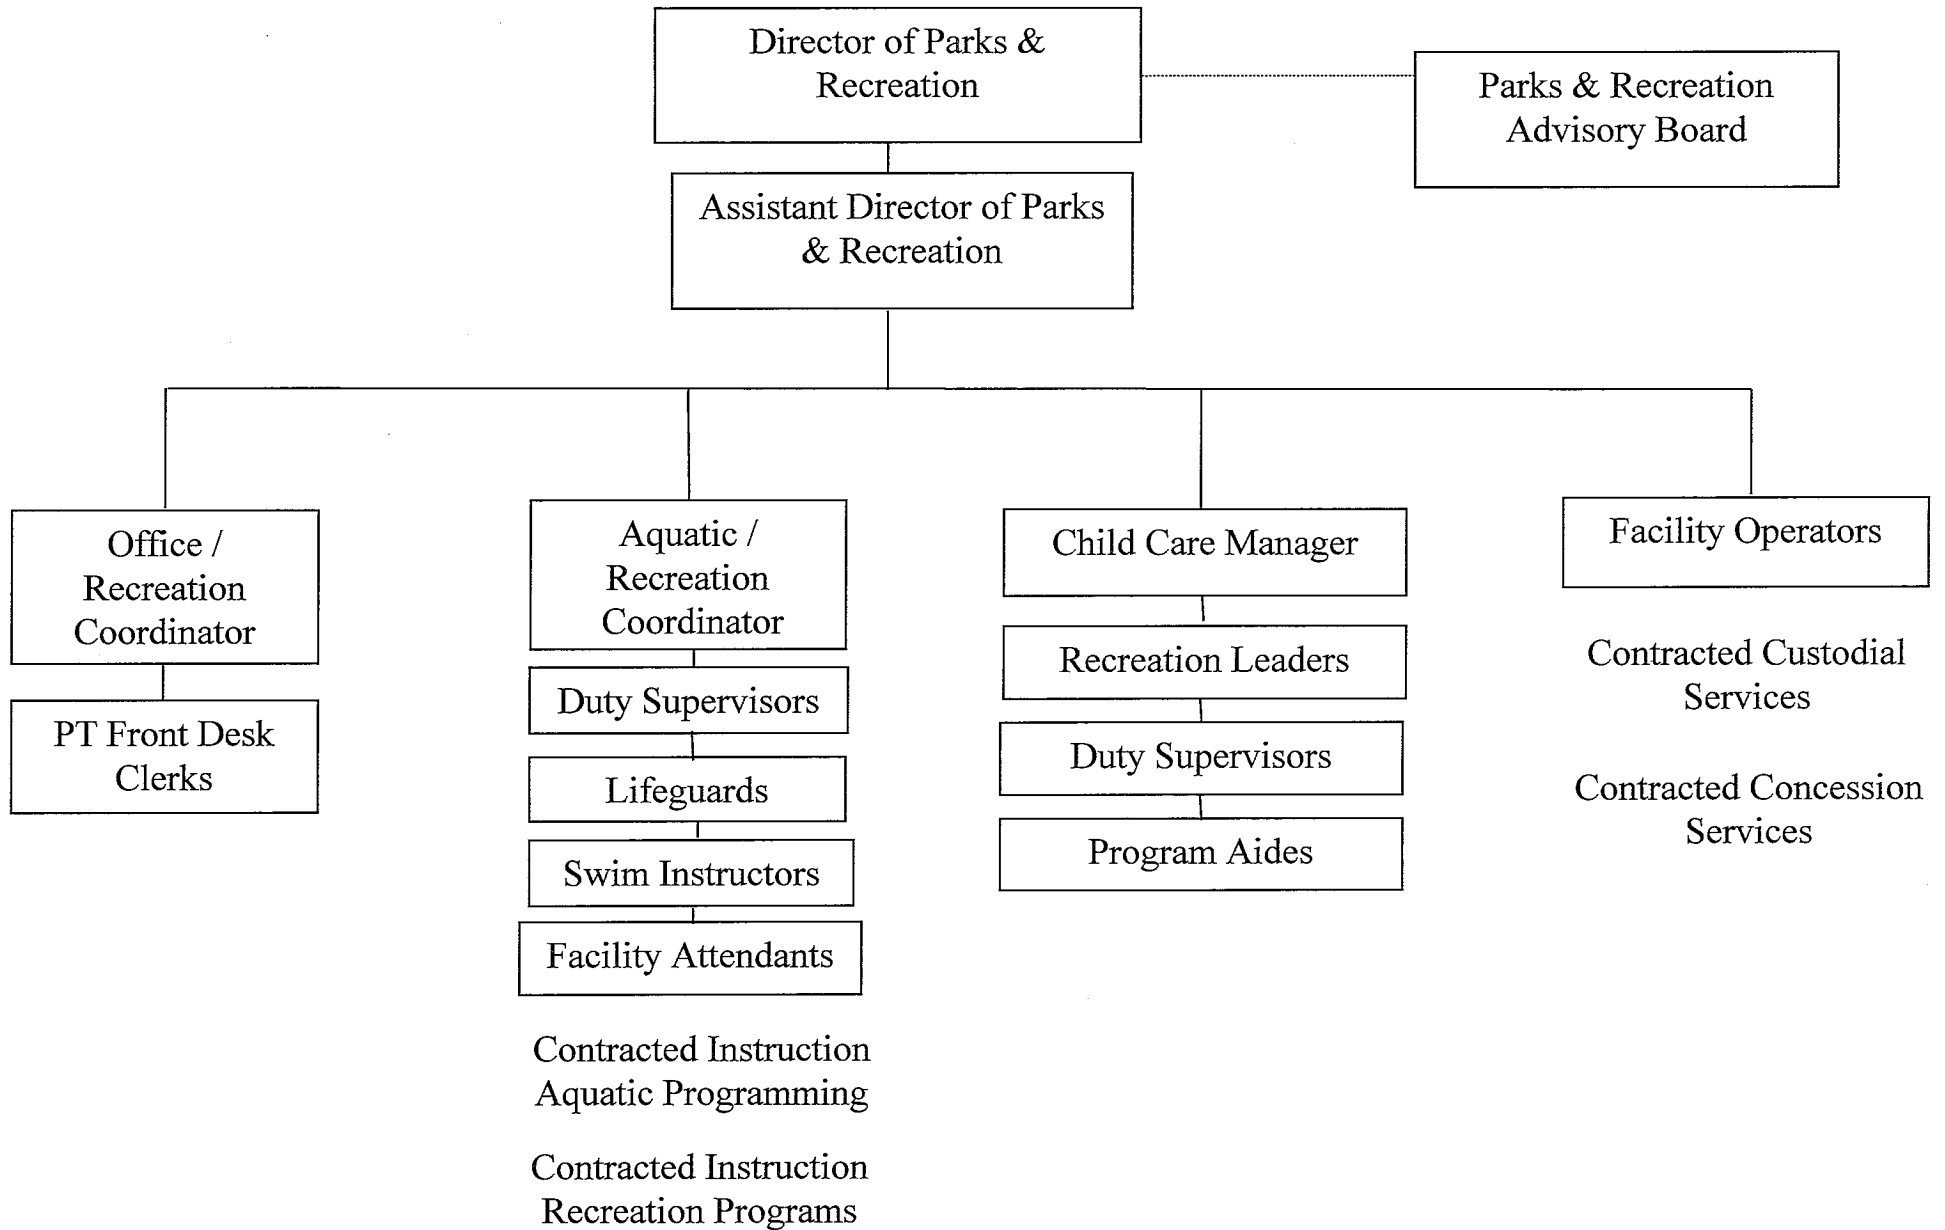 Director of Parks &
Recreation
Parks & Recreation
Advisory Board
Assistant Director of Parks
& Recreation
Office /
Recreation
Coordinator
PT Front Desk
Clerks
Aquatic /
Recreation
Coordinator
Duty Supervisors
Lifeguards
Swim Instructors
Facility Attendants
Contracted Instruction
Aquatic Programming
Contracted Instruction
Recreation Programs
Child Care Manager
Recreation Leaders
Duty Supervisors
Program Aides
Facility Operators
Contracted Custodial
Services
Contracted Concession
Services